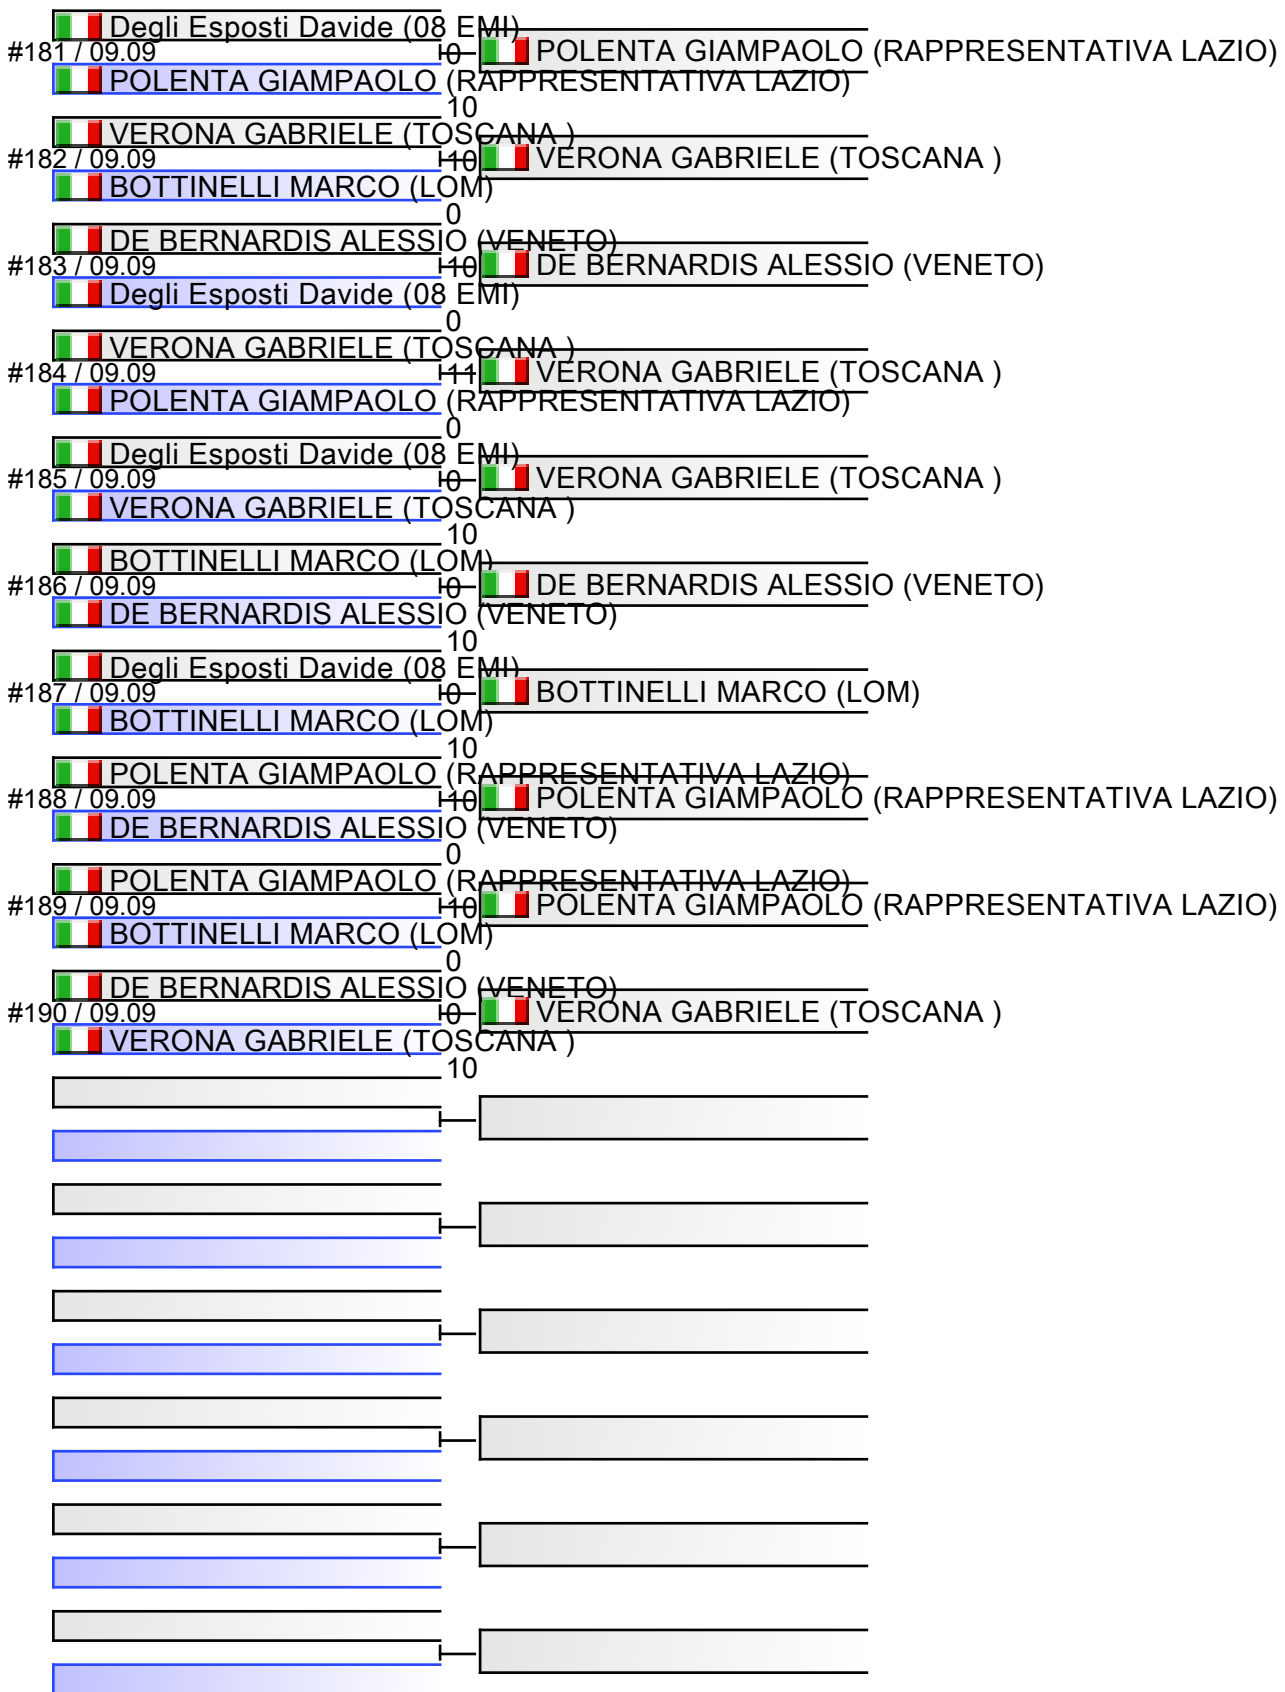 Degli Esposti Davide (08 EMI)
#181 / 09.09
0
POLENTA GIAMPAOLO (RAPPRESENTATIVA LAZIO)
POLENTA GIAMPAOLO (RAPPRESENTATIVA LAZIO)
10
VERONA GABRIELE (TOSCANA )
#182 / 09.09
10
VERONA GABRIELE (TOSCANA )
BOTTINELLI MARCO (LOM)
0
DE BERNARDIS ALESSIO (VENETO)
#183 / 09.09
10
DE BERNARDIS ALESSIO (VENETO)
Degli Esposti Davide (08 EMI)
0
VERONA GABRIELE (TOSCANA )
#184 / 09.09
11
VERONA GABRIELE (TOSCANA )
POLENTA GIAMPAOLO (RAPPRESENTATIVA LAZIO)
0
Degli Esposti Davide (08 EMI)
#185 / 09.09
0
VERONA GABRIELE (TOSCANA )
VERONA GABRIELE (TOSCANA )
10
BOTTINELLI MARCO (LOM)
#186 / 09.09
0
DE BERNARDIS ALESSIO (VENETO)
DE BERNARDIS ALESSIO (VENETO)
10
Degli Esposti Davide (08 EMI)
#187 / 09.09
0
BOTTINELLI MARCO (LOM)
BOTTINELLI MARCO (LOM)
10
POLENTA GIAMPAOLO (RAPPRESENTATIVA LAZIO)
#188 / 09.09
10
POLENTA GIAMPAOLO (RAPPRESENTATIVA LAZIO)
DE BERNARDIS ALESSIO (VENETO)
0
POLENTA GIAMPAOLO (RAPPRESENTATIVA LAZIO)
#189 / 09.09
10
POLENTA GIAMPAOLO (RAPPRESENTATIVA LAZIO)
BOTTINELLI MARCO (LOM)
0
DE BERNARDIS ALESSIO (VENETO)
#190 / 09.09
0
VERONA GABRIELE (TOSCANA )
VERONA GABRIELE (TOSCANA )
10